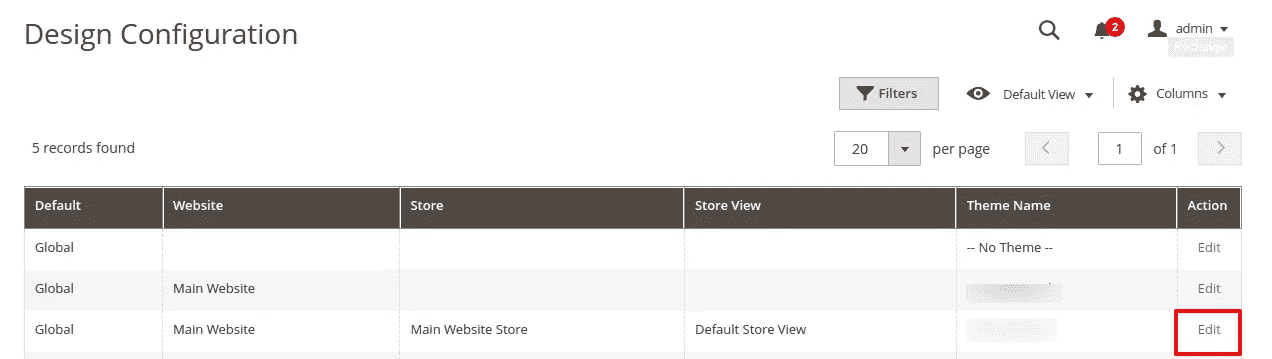 Design Configuration
2
admin
Rectangle
Filters
Default View
Columns
5 records found
20
per page
1
of 1
Default Website Store Store View Theme Name Action
Global -- No Theme -- Edit
Global Main Website Edit
Global Main Website Main Website Store Default Store View Edit